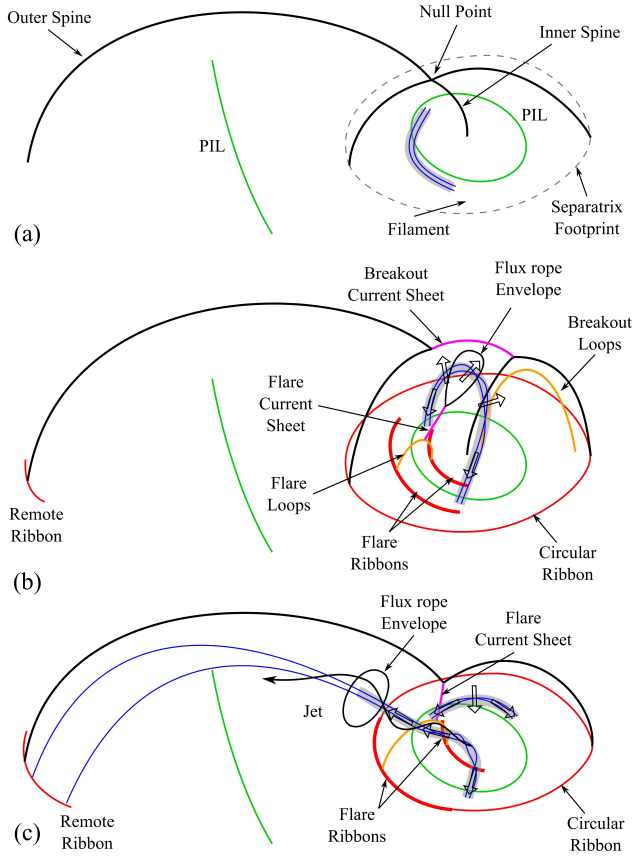 Outer Spine
Null Point
Inner Spine
PIL
PIL
Filament
Separatrix
Footprint
(a)
Breakout
Current Sheet
Flux rope
Envelope
Breakout
Loops
Flare
Current
Sheet
Flare
Loops
Remote
Ribbon
Flare
Ribbons
Circular
Ribbon
(b)
Flux rope
Envelope
Flare
Current Sheet
Jet
Remote
Ribbon
Flare
Ribbons
Circular
Ribbon
(c)